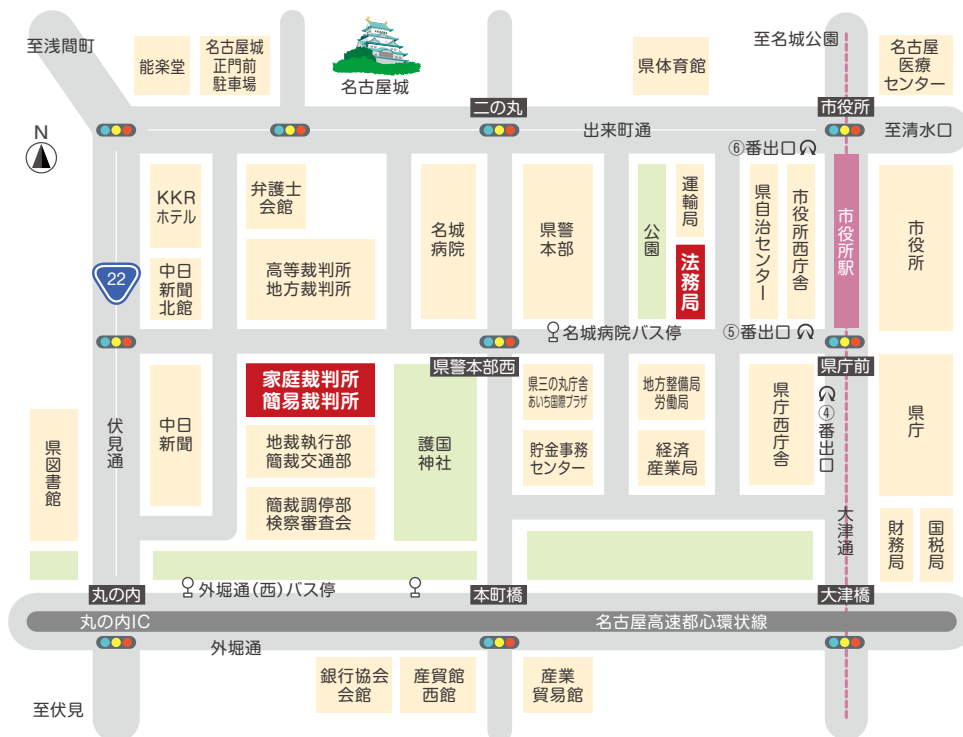 至浅間町
能楽堂
名古屋城
正門前
駐車場
名古屋城
県体育館
至名城公園
名古屋
医療
センター
二の丸
市役所
出来町通
至清水口
N
⑥番出口
KKR
ホテル
弁護士
会館
名城
病院
県警
本部
公園
運輸局
法務局
県自治センター
市役所西庁舎
市役所駅
市役所
22
中日
新聞
北館
高等裁判所
地方裁判所
名城病院バス停
⑤番出口
県警本部西
県庁前
家庭裁判所
簡易裁判所
県三の丸庁舎
あいち国際プラザ
地方整備局
労働局
県庁西庁舎
④番出口
県庁
伏見通
中日
新聞
県図書館
地裁執行部
簡裁交通部
護国
神社
貯金事務
センター
経済
産業局
簡裁調停部
検察審査会
大津通
財務局
国税局
外堀通(西)バス停
丸の内
本町橋
大津橋
丸の内IC
名古屋高速都心環状線
外堀通
銀行協会
会館
産貿館
西館
産業
貿易館
至伏見